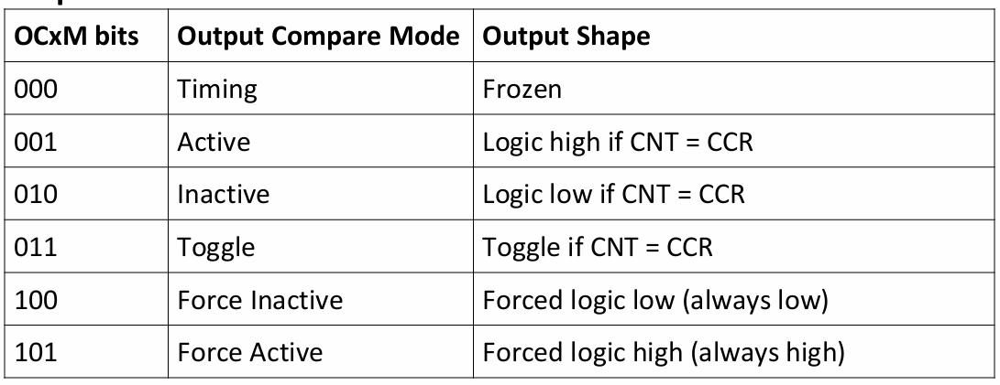 OCxM bits Output Compare Mode Output Shape
000 Timing Frozen
001 Active Logic high if CNT = CCR
010 Inactive Logic low if CNT = CCR
011 Toggle Toggle if CNT = CCR
100 Force Inactive Forced logic low (always low)
101 Force Active Forced logic high (always high)